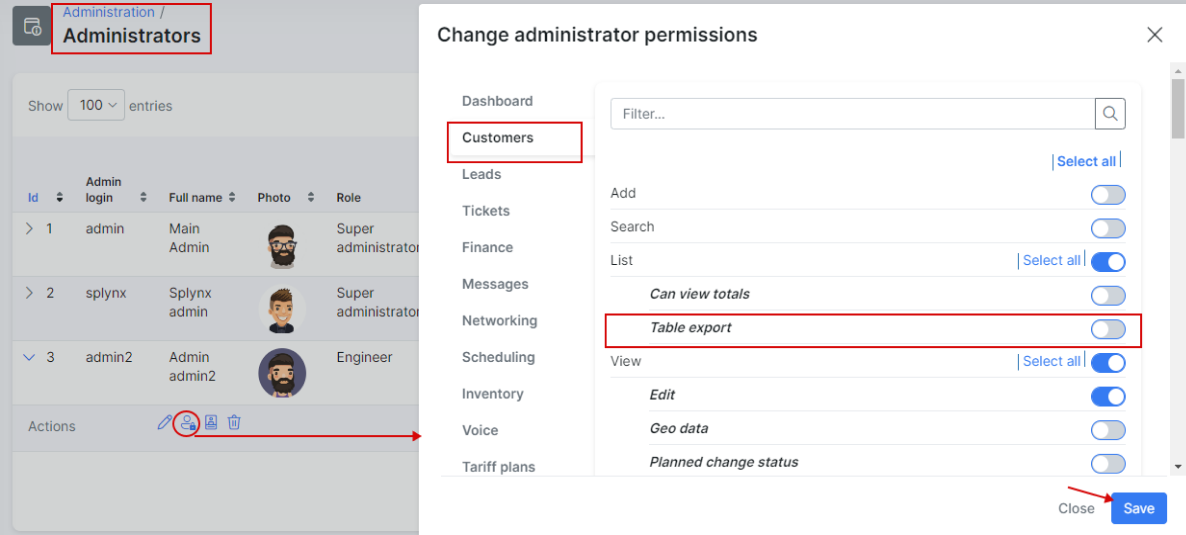 Administration /
Administrators
Show 100 entries
Id Admin login Full name Photo Role
1 admin Main Admin Super administrator
2 splynx Splynx admin Super administrator
3 admin2 Admin admin2 Engineer
Actions
Change administrator permissions
Dashboard
Customers
Leads
Tickets
Finance
Messages
Networking
Scheduling
Inventory
Voice
Tariff plans
Filter...
Select all
Add
Search
List Select all
Can view totals
Table export
View Select all
Edit
Geo data
Planned change status
Close Save